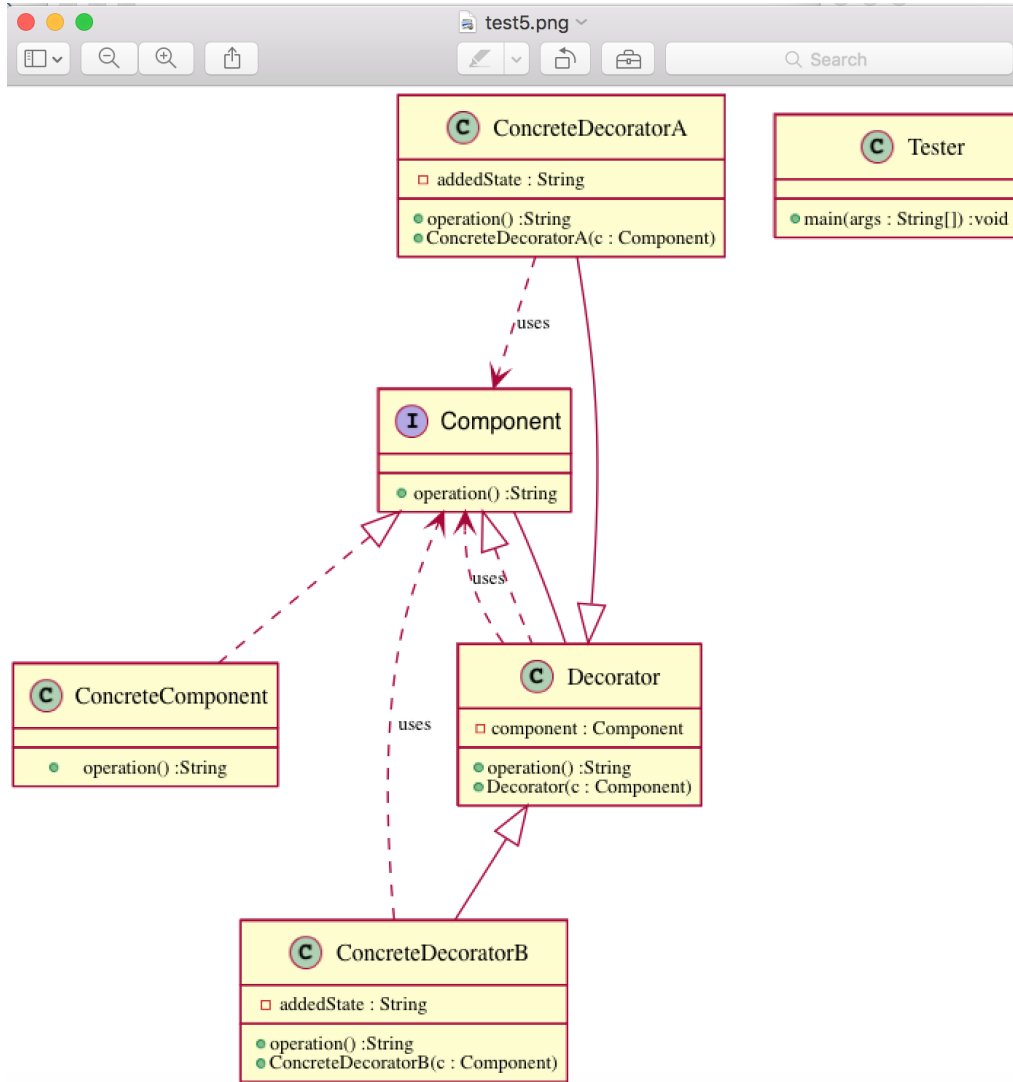 test5.png
Search
C ConcreteDecoratorA
addedState : String
operation() :String
ConcreteDecoratorA(c : Component)
C Tester
main(args : String[]) :void
uses
I Component
operation() :String
uses
C ConcreteComponent
operation() :String
uses
C Decorator
component : Component
operation() :String
Decorator(c : Component)
C ConcreteDecoratorB
addedState : String
operation() :String
ConcreteDecoratorB(c : Component)